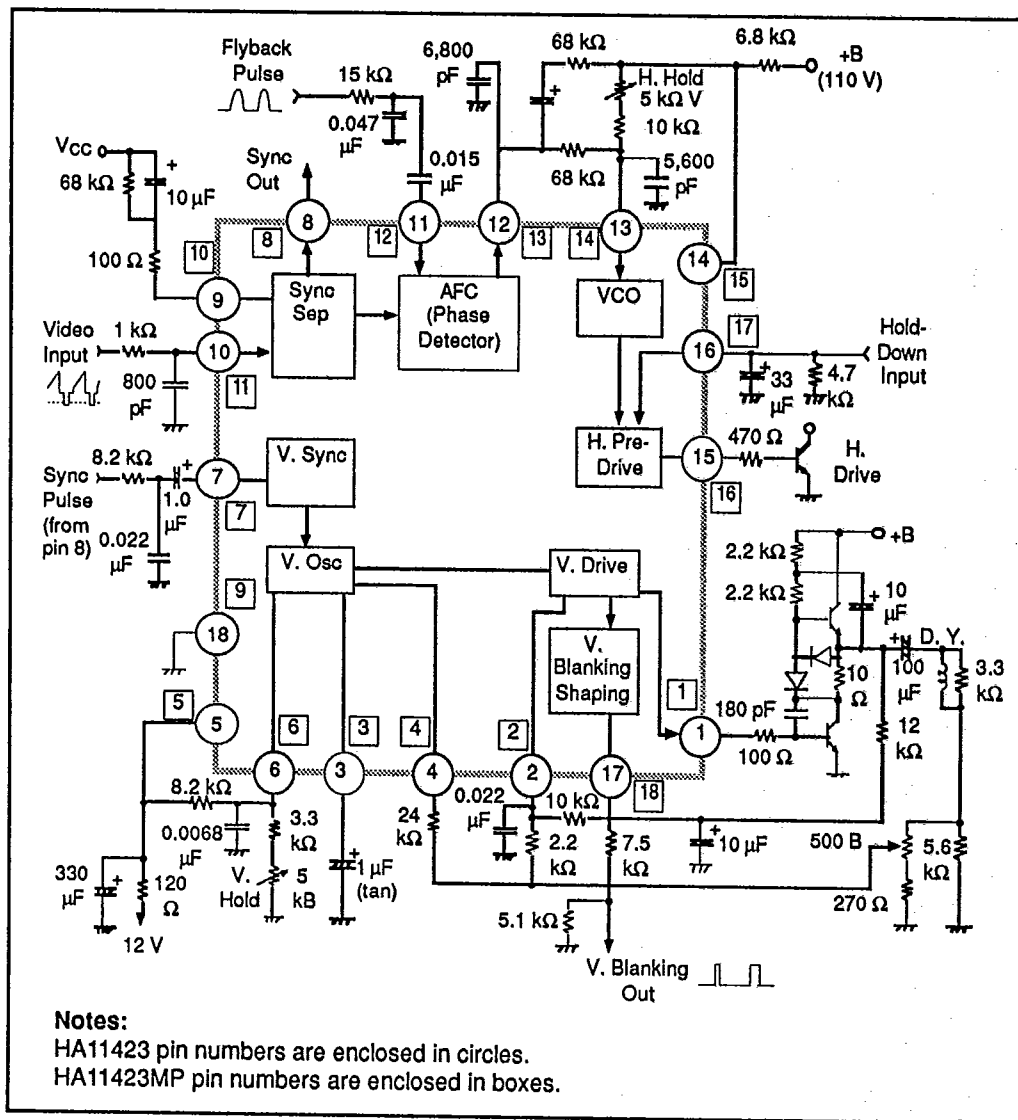 Flyback
Pulse
15 kΩ
0.047
μF
6,800
pF
68 kΩ
6.8 kΩ
+B
(110 V)
H. Hold
5 kΩ V
10 kΩ
+
68 kΩ
5,600
pF
VCC
68 kΩ
+
10 μF
Sync
Out
0.015
μF
100 Ω
10
8
8
12
11
12
13
14
13
14
15
9
Sync
Sep
AFC
(Phase
Detector)
VCO
17
Video
Input
1 kΩ
10
11
800
pF
16
Hold-
Down
Input
+
33
μF
4.7
kΩ
8.2 kΩ
+
7
V. Sync
H. Pre-
Drive
15
470 Ω
H.
Drive
Sync
Pulse
(from
pin 8)
1.0
μF
7
16
0.022
μF
V. Osc
V. Drive
2.2 kΩ
+B
2.2 kΩ
+
10
μF
9
18
V.
Blanking
Shaping
+
D. Y.
10
Ω
100
μF
3.3
kΩ
5
5
6
3
4
2
1
1
180 pF
100 Ω
12
kΩ
6
3
4
2
17
18
8.2 kΩ
0.0068
μF
3.3
kΩ
24
kΩ
0.022
μF
10 kΩ
2.2
kΩ
7.5
kΩ
+
10 μF
500 B
5.6
kΩ
330
μF
+
120
Ω
V.
Hold
5
kB
+
1 μF
(tan)
270 Ω
12 V
5.1 kΩ
V. Blanking
Out
Notes:
HA11423 pin numbers are enclosed in circles.
HA11423MP pin numbers are enclosed in boxes.